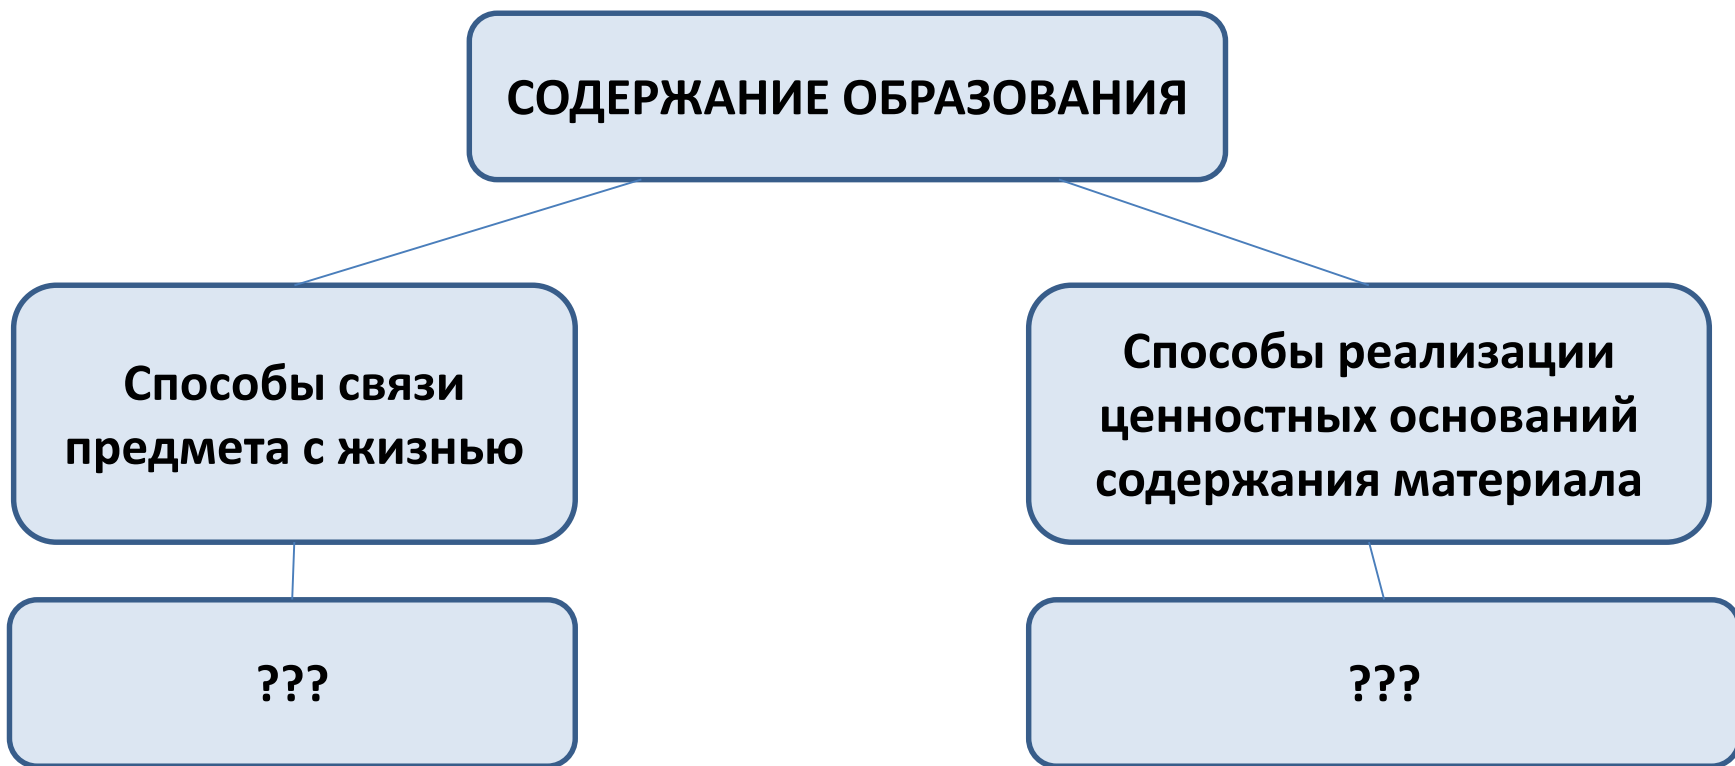 СОДЕРЖАНИЕ ОБРАЗОВАНИЯ
Способы связи
предмета с жизнью
Способы реализации
ценностных оснований
содержания материала
???
???